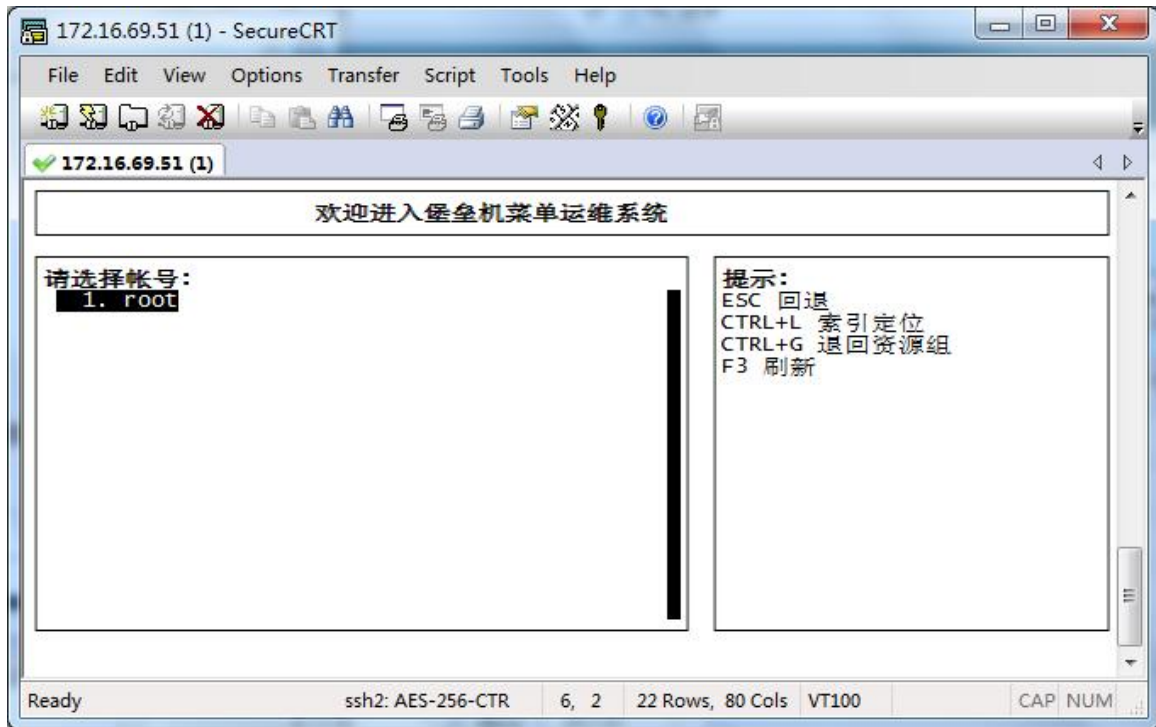 172.16.69.51 (1) - SecureCRT
File Edit View Options Transfer Script Tools Help
172.16.69.51 (1)
欢迎进入堡垒机菜单运维系统
请选择帐号:
1. root
提示:
ESC 回退
CTRL+L 索引定位
CTRL+G 退回资源组
F3 刷新
Ready ssh2: AES-256-CTR 6, 2 22 Rows, 80 Cols VT100 CAP NUM